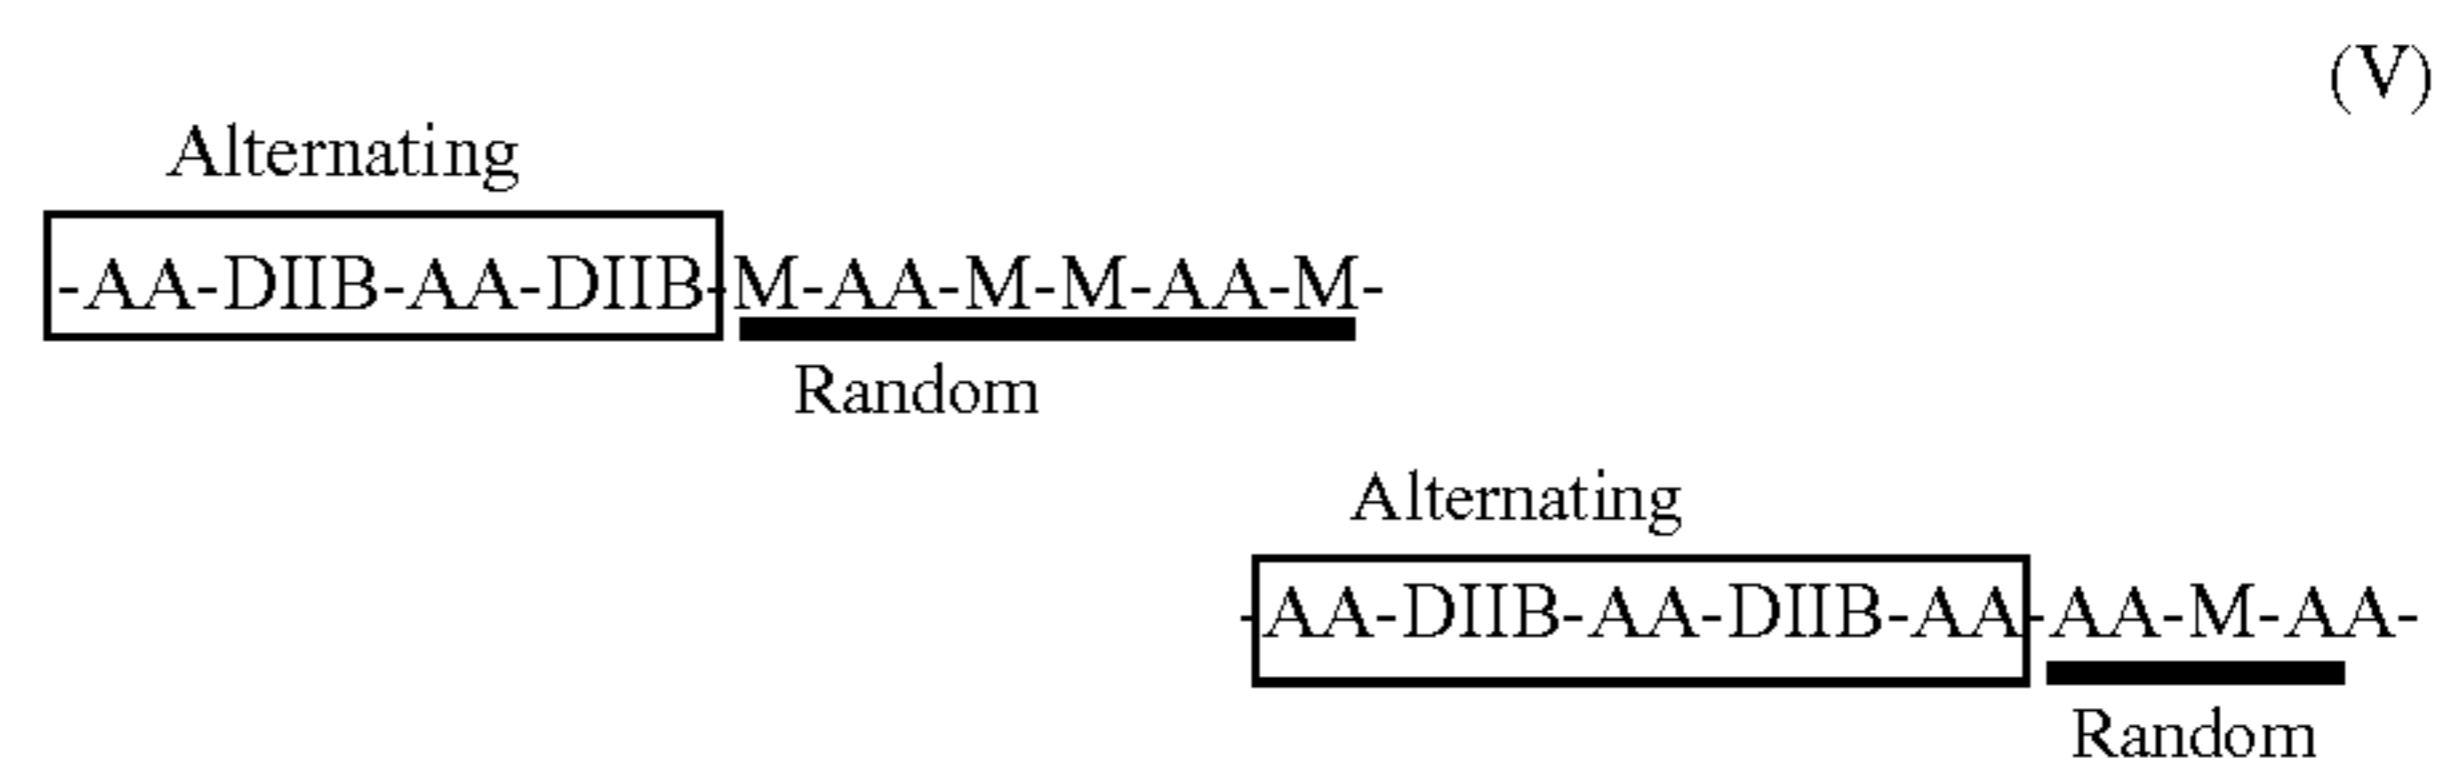 (V)
Alternating
-AA-DIIB-AA-DIIB-M-AA-M-M-AA-M-
Random
Alternating
-AA-DIIB-AA-DIIB-AA-AA-M-AA-
Random